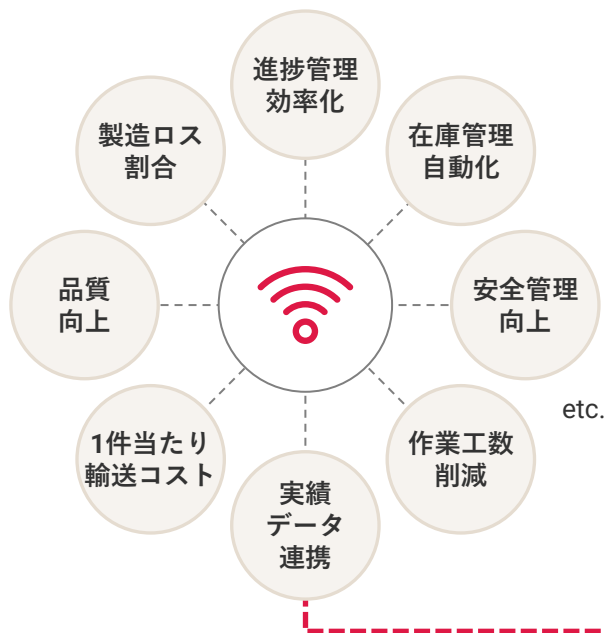 進捗管理
効率化
製造ロス
割合
在庫管理
自動化
品質
向上
安全管理
向上
etc.
1件当たり
輸送コスト
作業工数
削減
実績
データ
連携